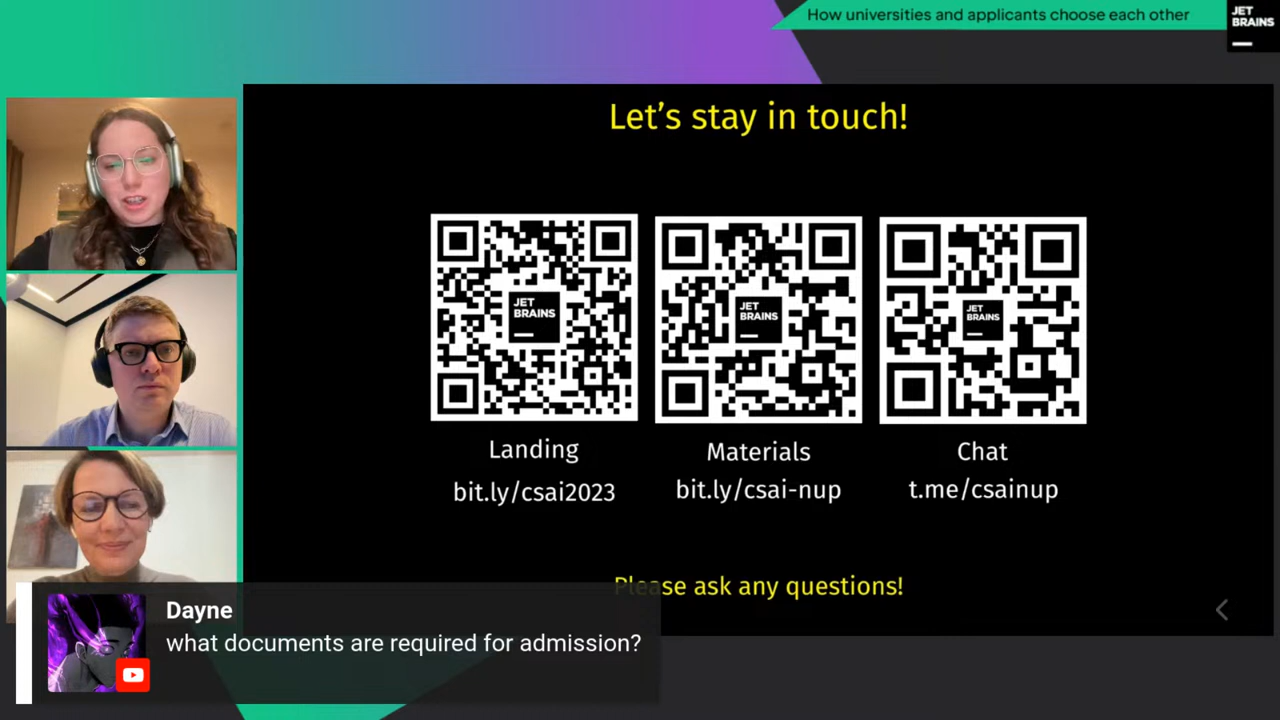 How universities and applicants choose each other
JET
BRAINS
Let's stay in touch!
JET
BRAINS
JET
BRAINS
JET
BRAINS
Landing
Materials
Chat
bit.ly/csai2023
bit.ly/csai-nup
t.me/csainup
Please ask any questions!
Dayne
what documents are required for admission?